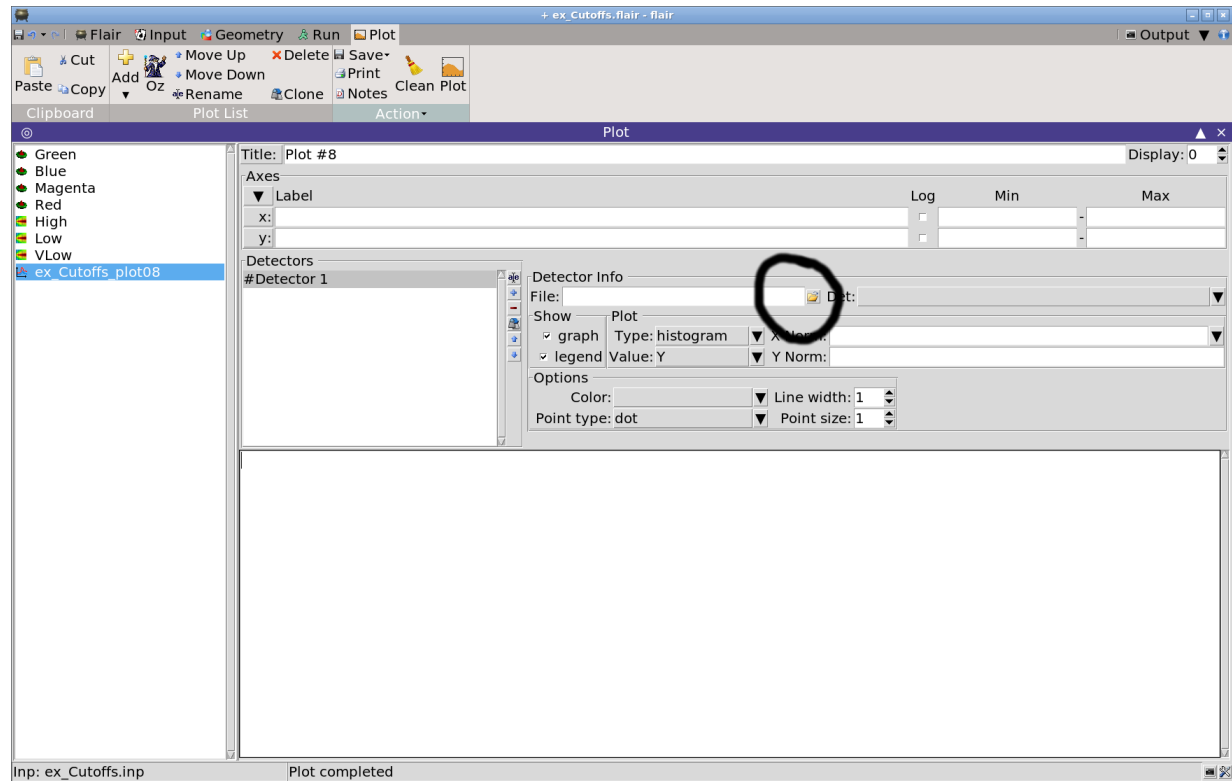 + ex_Cutoffs.flair - flair
Flair Input Geometry Run Plot Output
Paste Cut Copy Add Oz Move Up Move Down Rename Delete Clone Save Print Notes Clean Plot
Clipboard Plot List Action
Plot
Green
Blue
Magenta
Red
High
Low
VLow
ex_Cutoffs_plot08
Title: Plot #8 Display: 0
Axes
Label Log Min Max
x: -
y: -
Detectors
#Detector 1
Detector Info
File: Det:
Show Plot
graph Type: histogram X Norm:
legend Value: Y Y Norm:
Options
Color: Line width: 1
Point type: dot Point size: 1
Inp: ex_Cutoffs.inp Plot completed